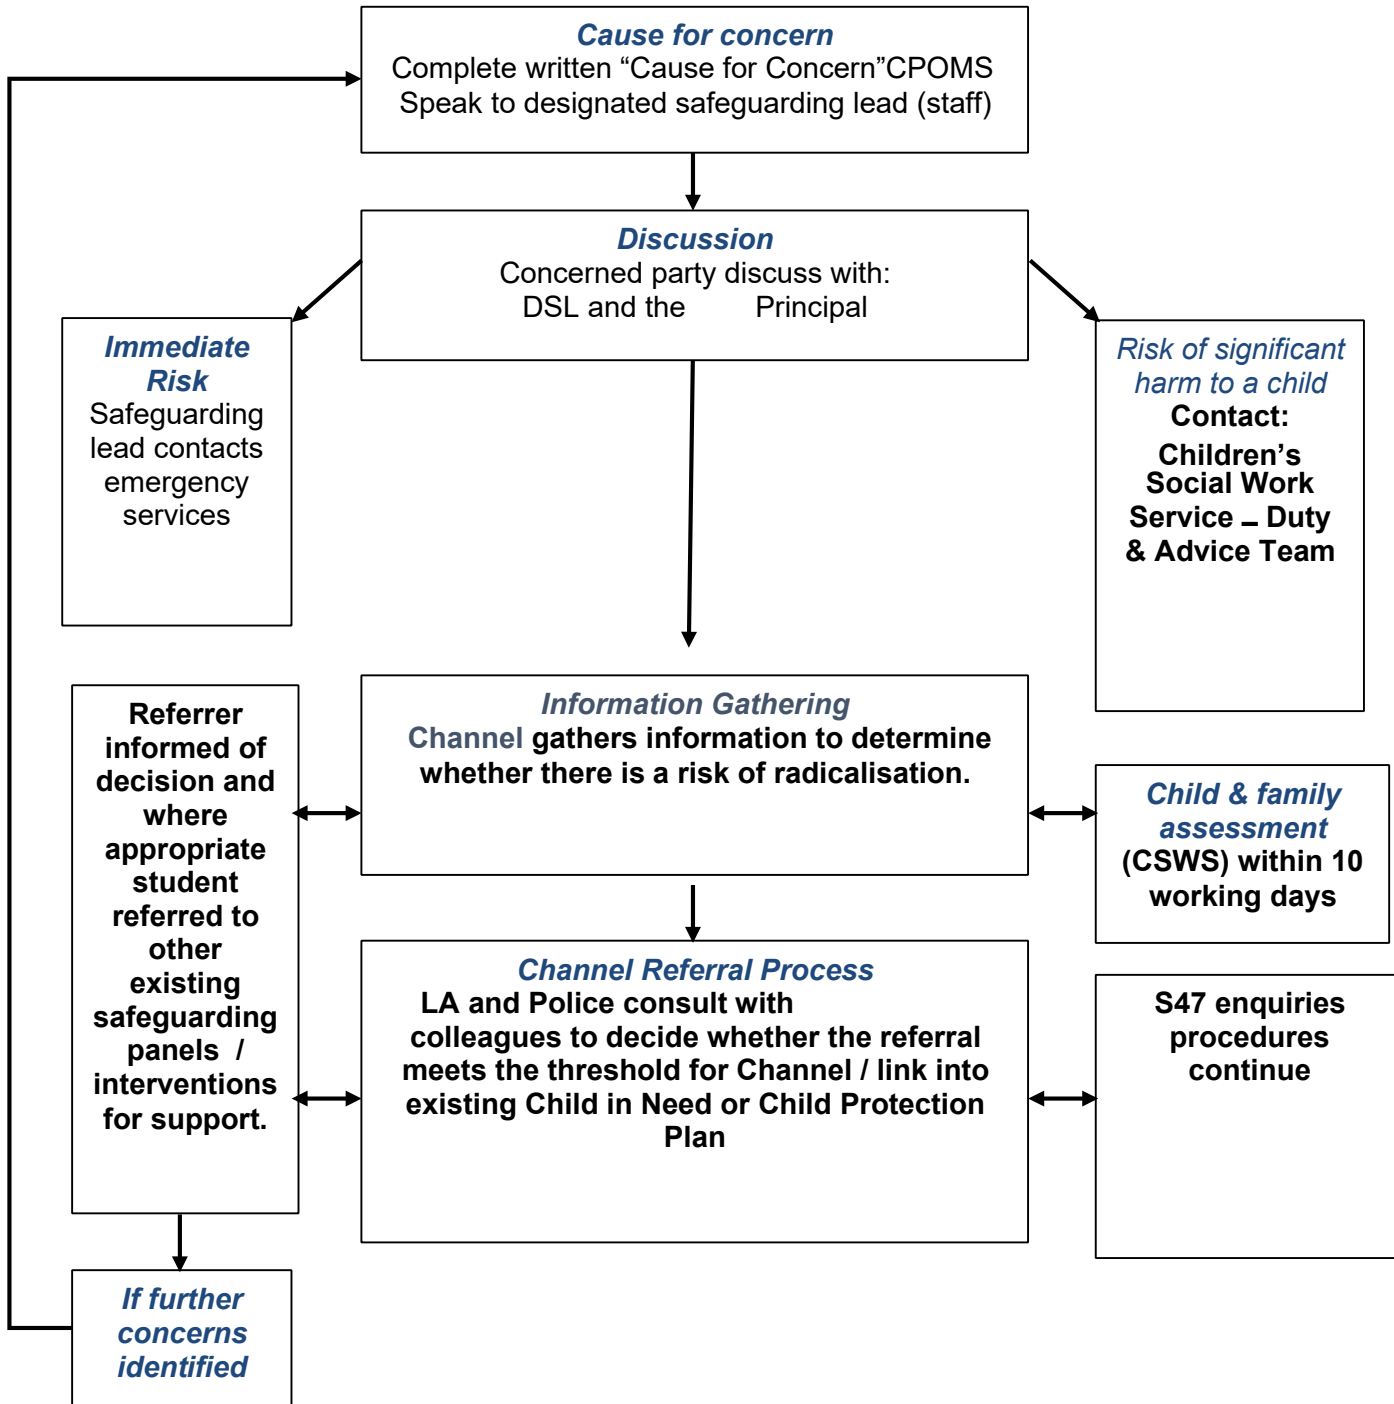 Cause for concern
Complete written “Cause for Concern”CPOMS
Speak to designated safeguarding lead (staff)
Discussion
Concerned party discuss with:
DSL and the Principal
Immediate
Risk
Safeguarding
lead contacts
emergency
services
Risk of significant
harm to a child
Contact:
Children’s
Social Work
Service – Duty
& Advice Team
Referrer
informed of
decision and
where
appropriate
student
referred to
other
existing
safeguarding
panels /
interventions
for support.
Information Gathering
Channel gathers information to determine
whether there is a risk of radicalisation.
Child & family
assessment
(CSWS) within 10
working days
Channel Referral Process
LA and Police consult with
colleagues to decide whether the referral
meets the threshold for Channel / link into
existing Child in Need or Child Protection
Plan
S47 enquiries
procedures
continue
If further
concerns
identified